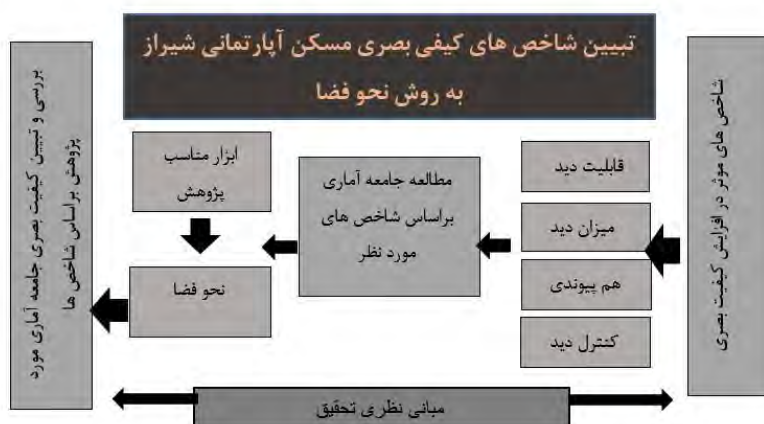 تبیین شاخص های کیفی بصری مسکن آپارتمانی شیراز
به روش نحو فضا
شاخص های موثر در افزایش کیفیت بصری
قابلیت دید
میزان دید
هم پیوندی
کنترل دید
مطالعه جامعه آماری
براساس شاخص های
مورد نظر
ابزار مناسب
پژوهش
نحو فضا
بررسی و تبیین کیفیت بصری جامعه آماری مورد
پژوهش براساس شاخص ها
مبانی نظری تحقیق